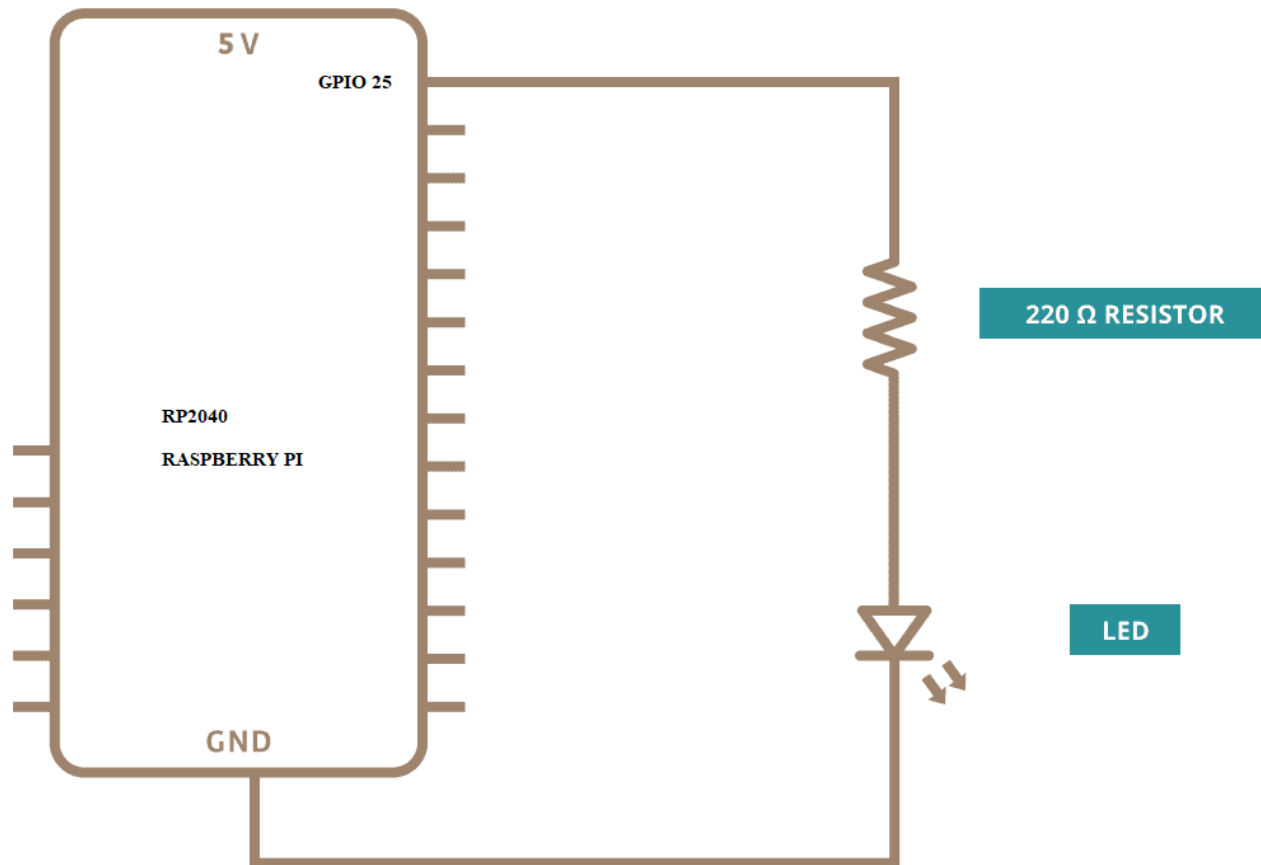 5 V
GPIO 25
220 Ω RESISTOR
RP2040
RASPBERRY PI
LED
GND